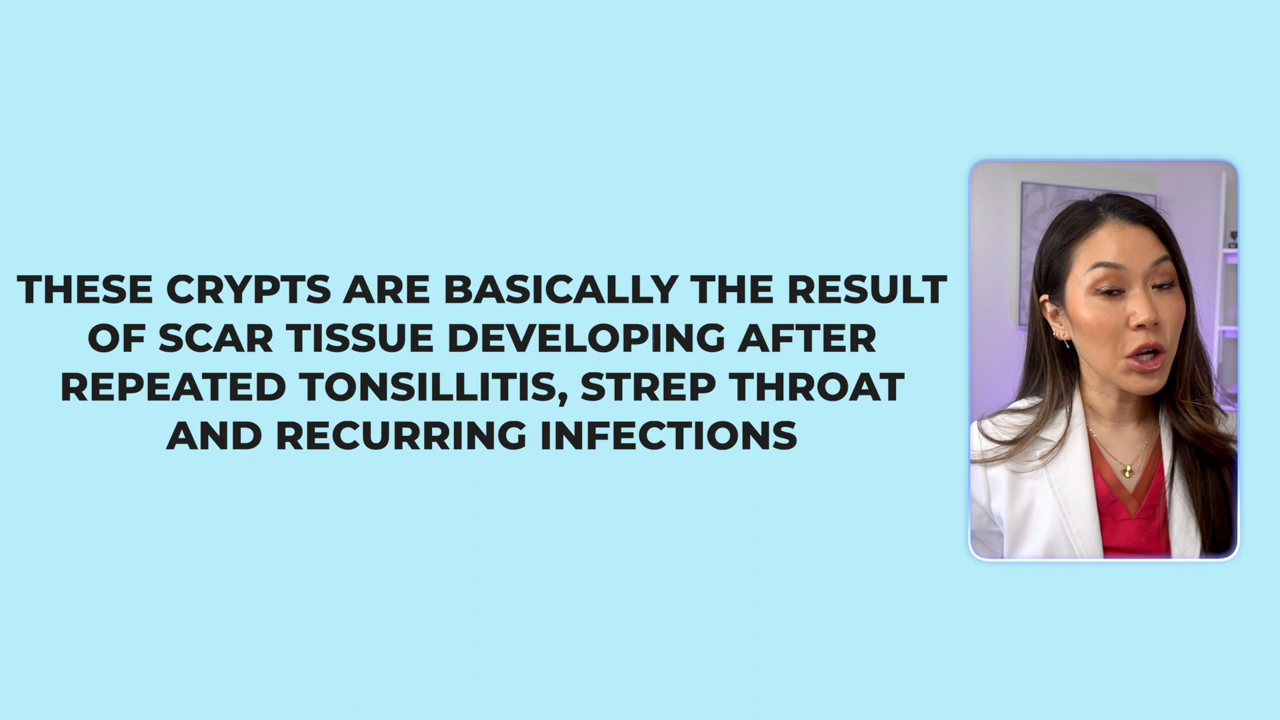 THESE CRYPTS ARE BASICALLY THE RESULT
OF SCAR TISSUE DEVELOPING AFTER
REPEATED TONSILLITIS, STREP THROAT
AND RECURRING INFECTIONS